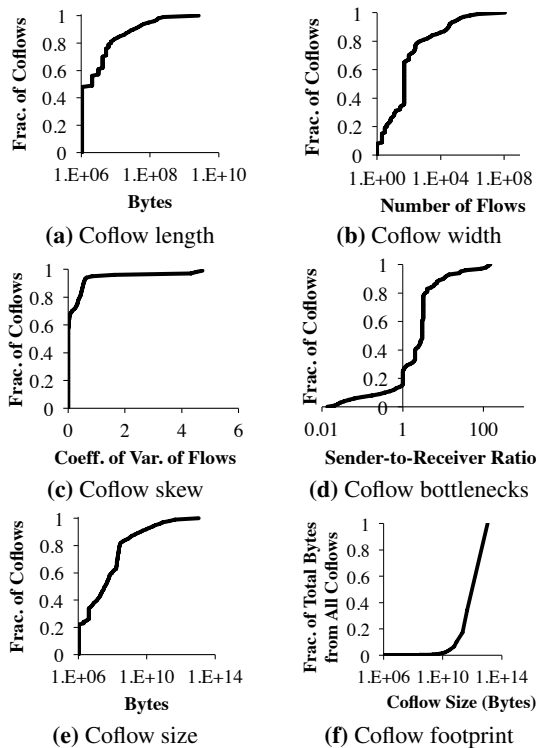 Frac. of Coflows
1
0.8
0.6
0.4
0.2
0
1.E+06 1.E+08 1.E+10
Bytes
(a) Coflow length
Frac. of Coflows
1
0.8
0.6
0.4
0.2
0
1.E+00 1.E+04 1.E+08
Number of Flows
(b) Coflow width
Frac. of Coflows
1
0.8
0.6
0.4
0.2
0
0 2 4 6
Coeff. of Var. of Flows
(c) Coflow skew
Frac. of Coflows
1
0.8
0.6
0.4
0.2
0
0.01 1 100
Sender-to-Receiver Ratio
(d) Coflow bottlenecks
Frac. of Coflows
1
0.8
0.6
0.4
0.2
0
1.E+06 1.E+10 1.E+14
Bytes
(e) Coflow size
Frac. of Total Bytes
from All Coflows
1
0.8
0.6
0.4
0.2
0
1.E+06 1.E+10 1.E+14
Coflow Size (Bytes)
(f) Coflow footprint